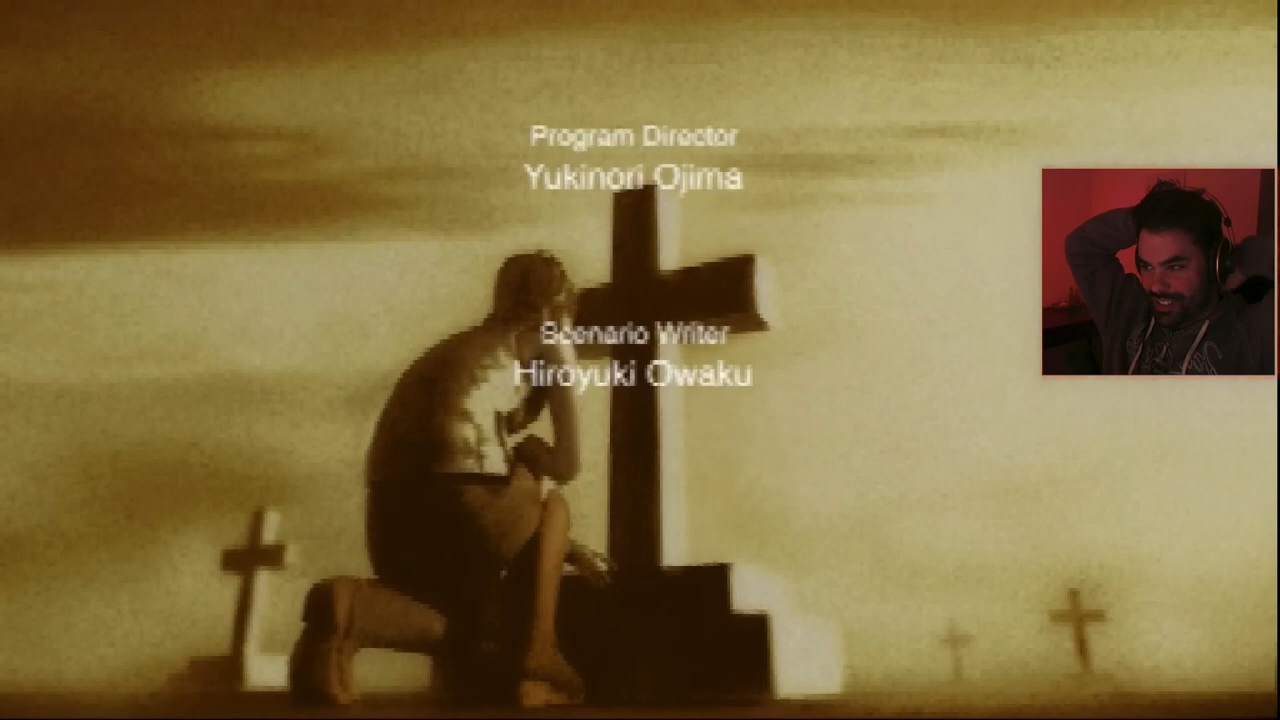 Program Director
Yukinori Ojima
Scenario Writer
Hiroyuki Owaku